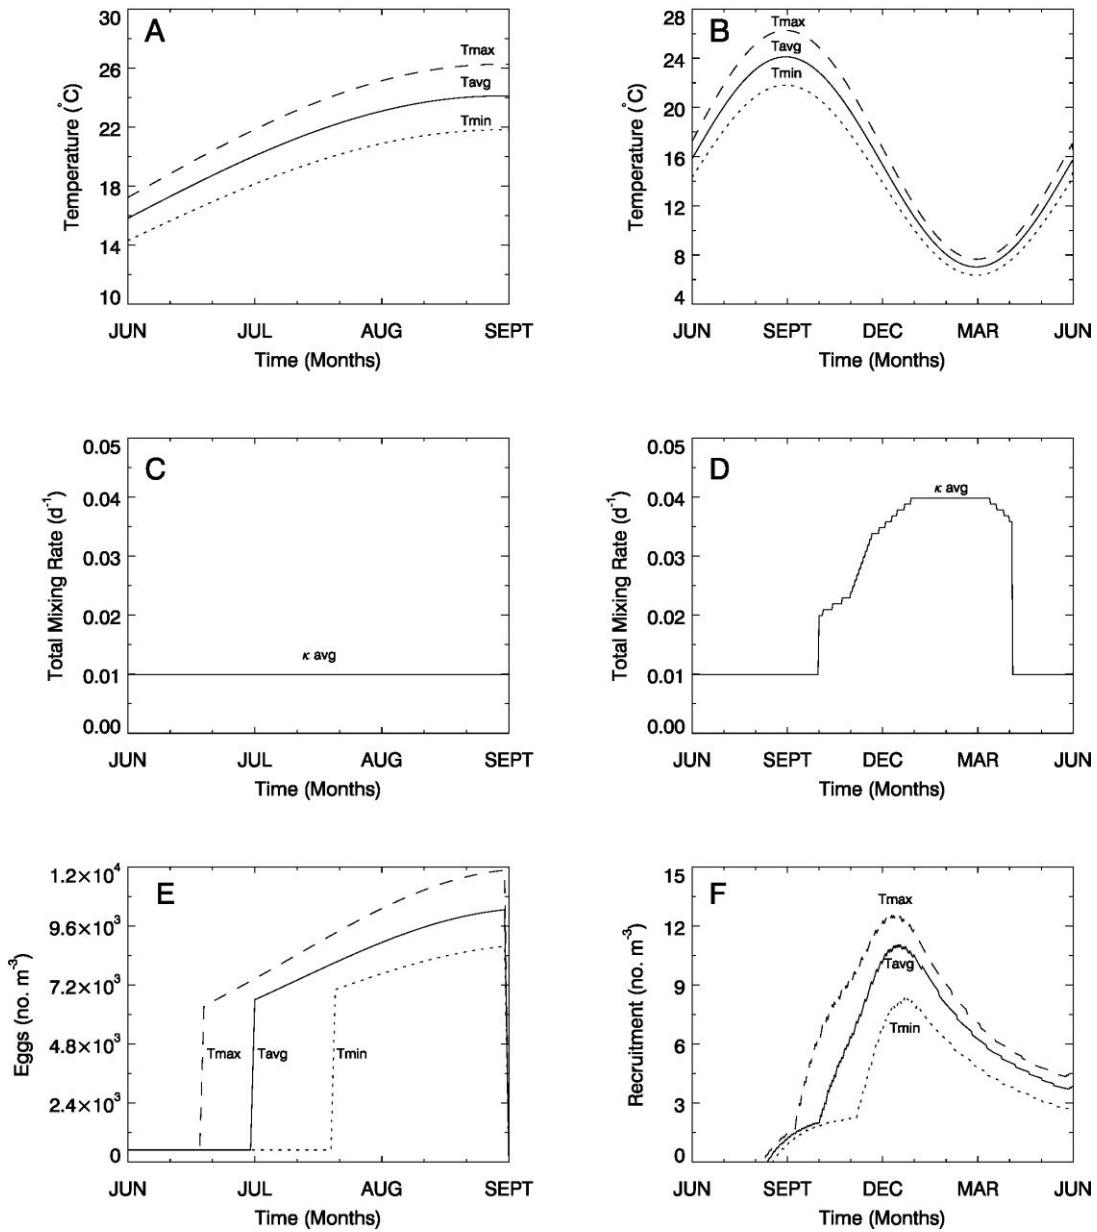 A
30
26
22
18
14
10
Temperature (°C)
Tmax
Tavg
Tmin
JUN JUL AUG SEPT
Time (Months)
B
28
24
20
16
12
8
4
Temperature (°C)
Tmax
Tavg
Tmin
JUN SEPT DEC MAR JUN
Time (Months)
C
0.05
0.04
0.03
0.02
0.01
0.00
Total Mixing Rate (d⁻¹)
κ avg
JUN JUL AUG SEPT
Time (Months)
D
0.05
0.04
0.03
0.02
0.01
0.00
Total Mixing Rate (d⁻¹)
κ avg
JUN SEPT DEC MAR JUN
Time (Months)
E
1.2×10⁴
9.6×10³
7.2×10³
4.8×10³
2.4×10³
0
Eggs (no. m⁻³)
Tmax Tavg Tmin
JUN JUL AUG SEPT
Time (Months)
F
15
12
9
6
3
0
Recruitment (no. m⁻³)
Tmax
Tavg
Tmin
JUN SEPT DEC MAR JUN
Time (Months)